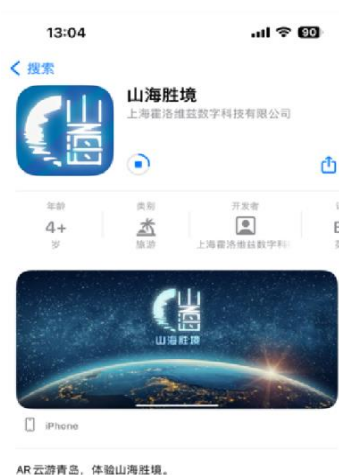 13:04
90
搜索
山海胜境
上海霍洛维兹数字科技有限公司
年龄
类别
开发者
4+
岁
旅游
上海霍洛维兹数字科
山海胜境
iPhone
AR 云游青岛，体验山海胜境。